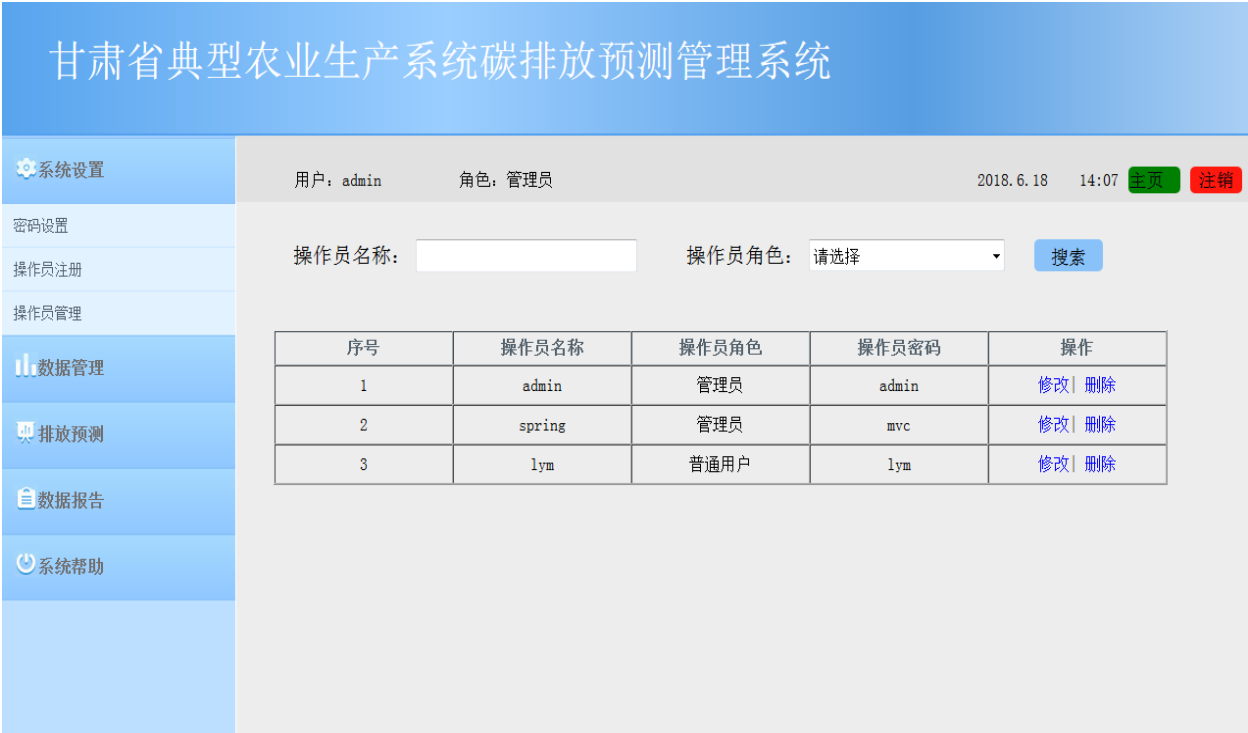 甘肃省典型农业生产系统碳排放预测管理系统
系统设置
密码设置
操作员注册
操作员管理
数据管理
排放预测
数据报告
系统帮助
用户：admin 角色：管理员 2018.6.18 14:07 主页 注销
操作员名称： 操作员角色： 请选择 搜索
序号 操作员名称 操作员角色 操作员密码 操作
1 admin 管理员 admin 修改| 删除
2 spring 管理员 mvc 修改| 删除
3 lym 普通用户 lym 修改| 删除